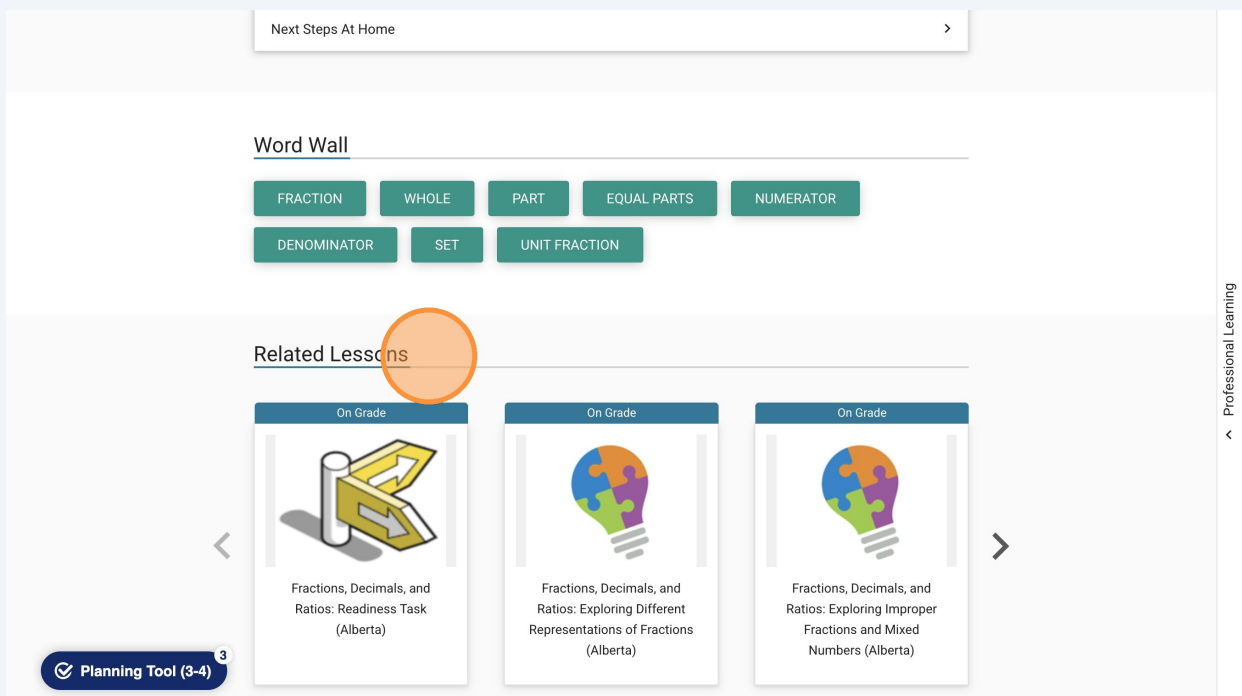 Next Steps At Home
Word Wall
FRACTION WHOLE PART EQUAL PARTS NUMERATOR
DENOMINATOR SET UNIT FRACTION
Professional Learning
Related Lessons
On Grade
Fractions, Decimals, and
Ratios: Readiness Task
(Alberta)
On Grade
Fractions, Decimals, and
Ratios: Exploring Different
Representations of Fractions
(Alberta)
On Grade
Fractions, Decimals, and
Ratios: Exploring Improper
Fractions and Mixed
Numbers (Alberta)
Planning Tool (3-4)
3